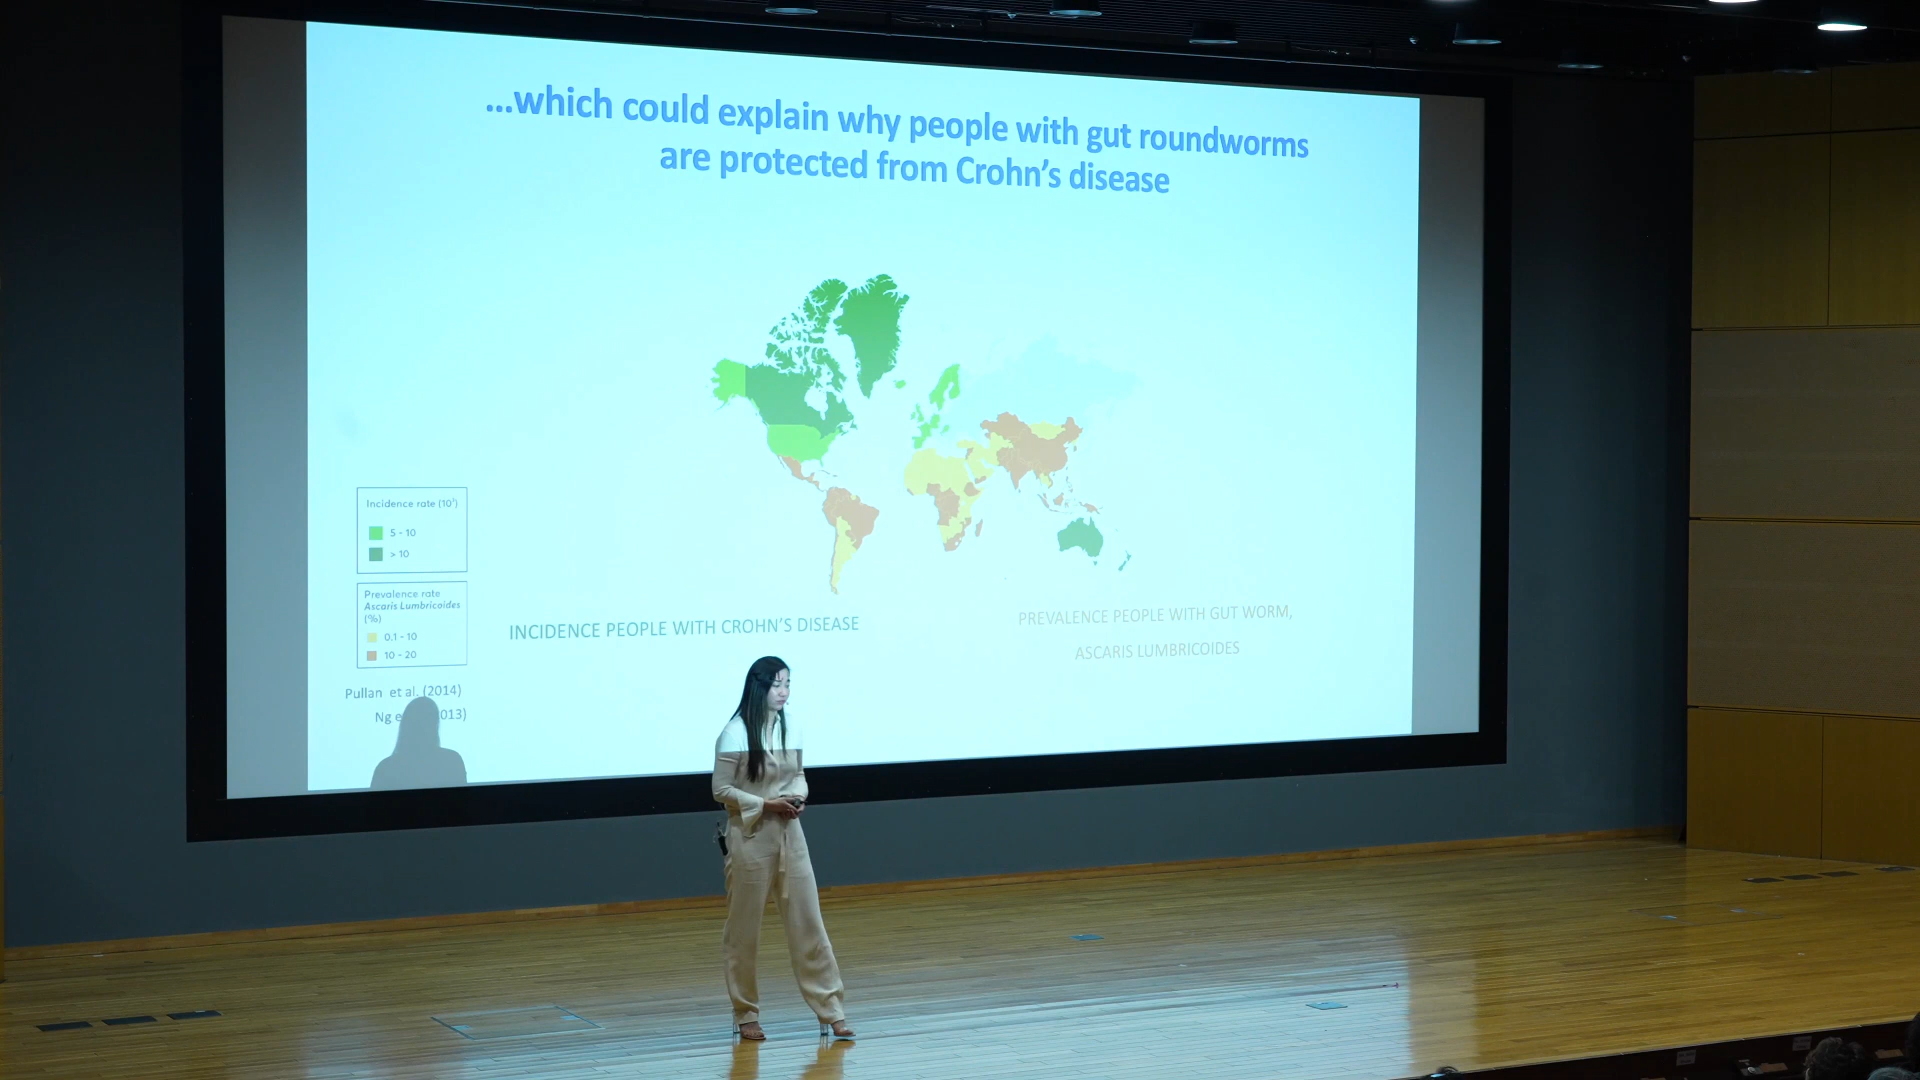 ...which could explain why people with gut roundworms
are protected from Crohn's disease
Incidence rate (10⁵)
5 - 10
> 10
Prevalence rate
Ascaris Lumbricoides
(%)
0.1 - 10
10 - 20
Pullan et al. (2014)
Ng e 013)
INCIDENCE PEOPLE WITH CROHN'S DISEASE
PREVALENCE PEOPLE WITH GUT WORM,
ASCARIS LUMBRICOIDES